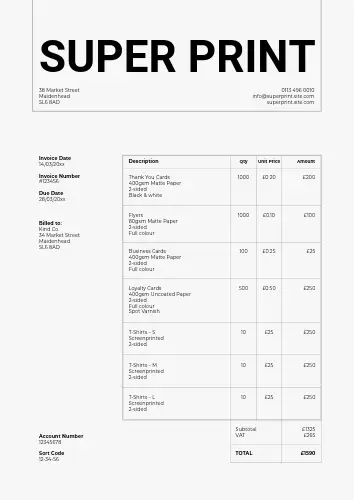 SUPER PRINT
38 Market Street
Maidenhead
SL6 8AD
0113 496 0010
info@superprint.site.com
superprint.site.com
Invoice Date
14/03/20xx
Invoice Number
#123456
Due Date
28/03/20xx
Billed to:
Kind Co
34 Market Street
Maidenhead
SL6 8AD
Description Qty Unit Price Amount
Thank You Cards 1000 £0.20 £200
400gsm Matte Paper
2-sided
Black & white
Flyers 1000 £0.10 £100
80gsm Matte Paper
2-sided
Full colour
Business Cards 100 £0.25 £25
400gsm Matte Paper
2-sided
Full colour
Loyalty Cards 500 £0.50 £250
400gsm Uncoated Paper
2-sided
Full colour
Spot Varnish
T-Shirts - S 10 £25 £250
Screenprinted
2-sided
T-Shirts - M 10 £25 £250
Screenprinted
2-sided
T-Shirts - L 10 £25 £250
Screenprinted
2-sided
Subtotal £1325
VAT £265
TOTAL £1590
Account Number
12345678
Sort Code
12-34-56